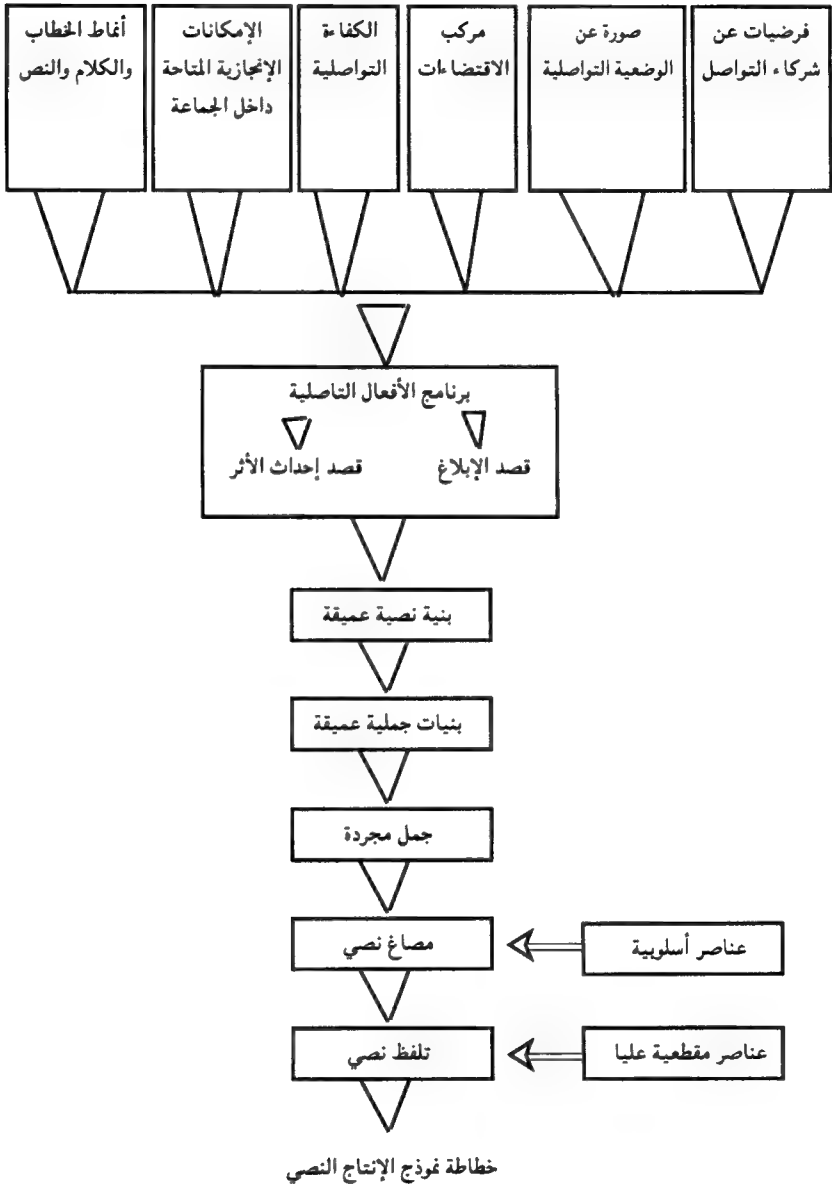 فرضيات عن
شركاء التواصل
صورة عن
الوضعية التواصلية
مركب
الاقتضاءات
الكفاءة
التواصلية
الإمكانات
الإنجازية المتاحة
داخل الجماعة
أنماط الخطاب
والكلام والنص
برنامج الأفعال التاصلية
قصد الإبلاغ
قصد إحداث الأثر
بنية نصية عميقة
بنيات جملية عميقة
جمل مجردة
مصاغ نصي
عناصر أسلوبية
تلفظ نصي
عناصر مقطعية عليا
خطاطة نموذج الإنتاج النصي